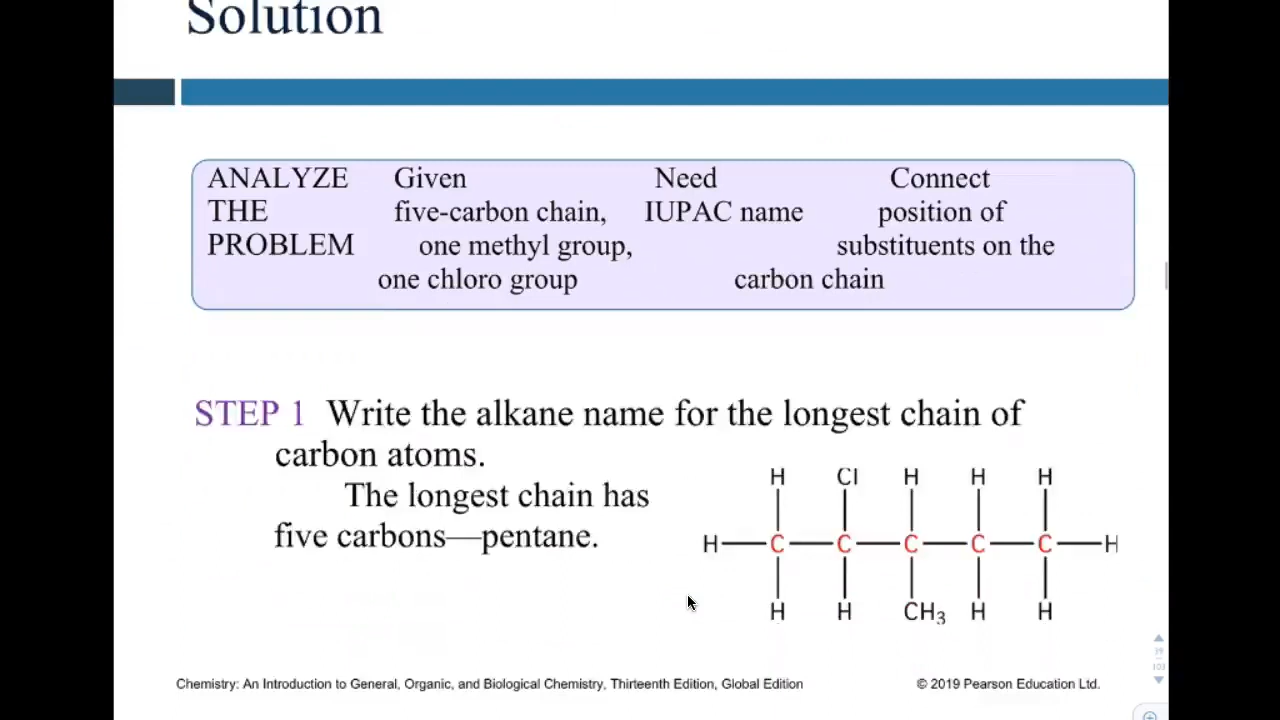 Solution
ANALYZE Given Need Connect
THE five-carbon chain, IUPAC name position of
PROBLEM one methyl group, substituents on the
one chloro group carbon chain
STEP 1 Write the alkane name for the longest chain of
carbon atoms.
The longest chain has
five carbons—pentane.
H Cl H H H
H C C C C C H
H H CH3 H H
39
103
Chemistry: An Introduction to General, Organic, and Biological Chemistry, Thirteenth Edition, Global Edition
© 2019 Pearson Education Ltd.